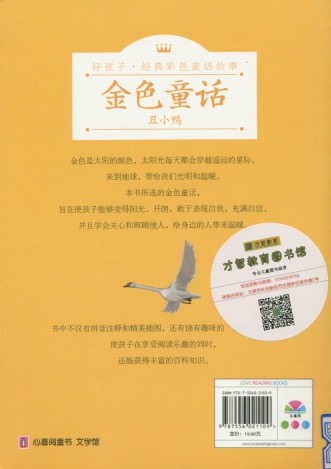 好孩子·经典彩色童话故事
金色童话
丑小鸭
金色是太阳的颜色，太阳光每天都会穿越遥远的星际，
来到地球，带给我们光明和温暖。
本书所选的金色童话，
旨在使孩子能够变得阳光、开朗，敢于表现自我，充满自信，
并且学会关心和照顾他人，给身边的人带来温暖。
才智教育图书馆
书中不仅有拼音注释和精美插图，还有饶有趣味的
使孩子在享受阅读乐趣的同时，
还能获得丰富的百科知识。
LOVE READING BOOKS
9 787556 021109
心喜阅童书 文学馆